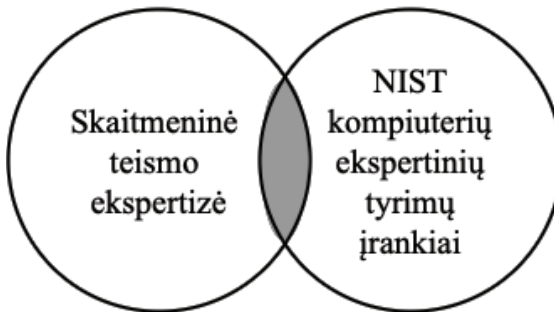 Skaitmeninė
teismo
ekspertizė
NIST
kompiuterių
ekspertinių
tyrimų
įrankiai